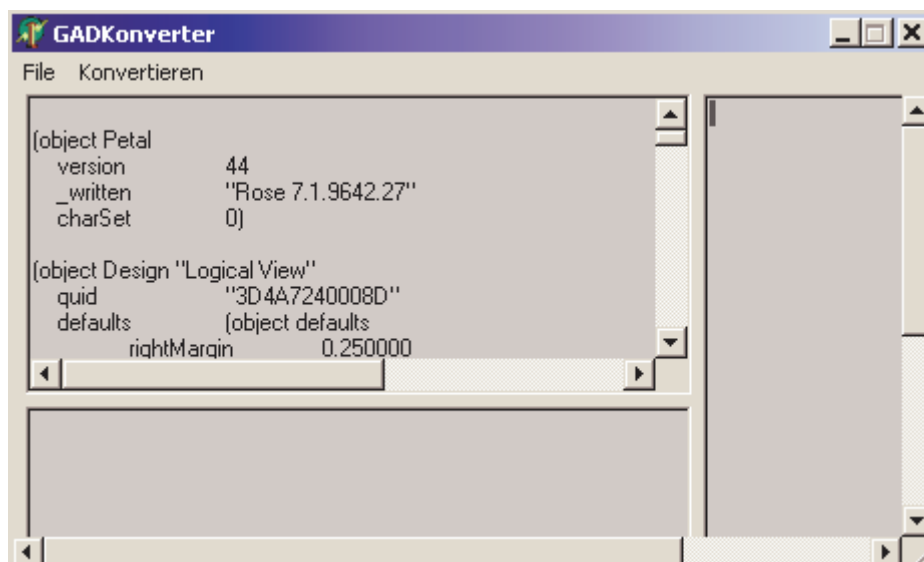 GADKonverter
File Konvertieren
(object Petal
version 44
_written "Rose 7.1.9642.27"
charSet 0)
(object Design "Logical View"
quid "3D4A7240008D"
defaults (object defaults
rightMargin 0.250000